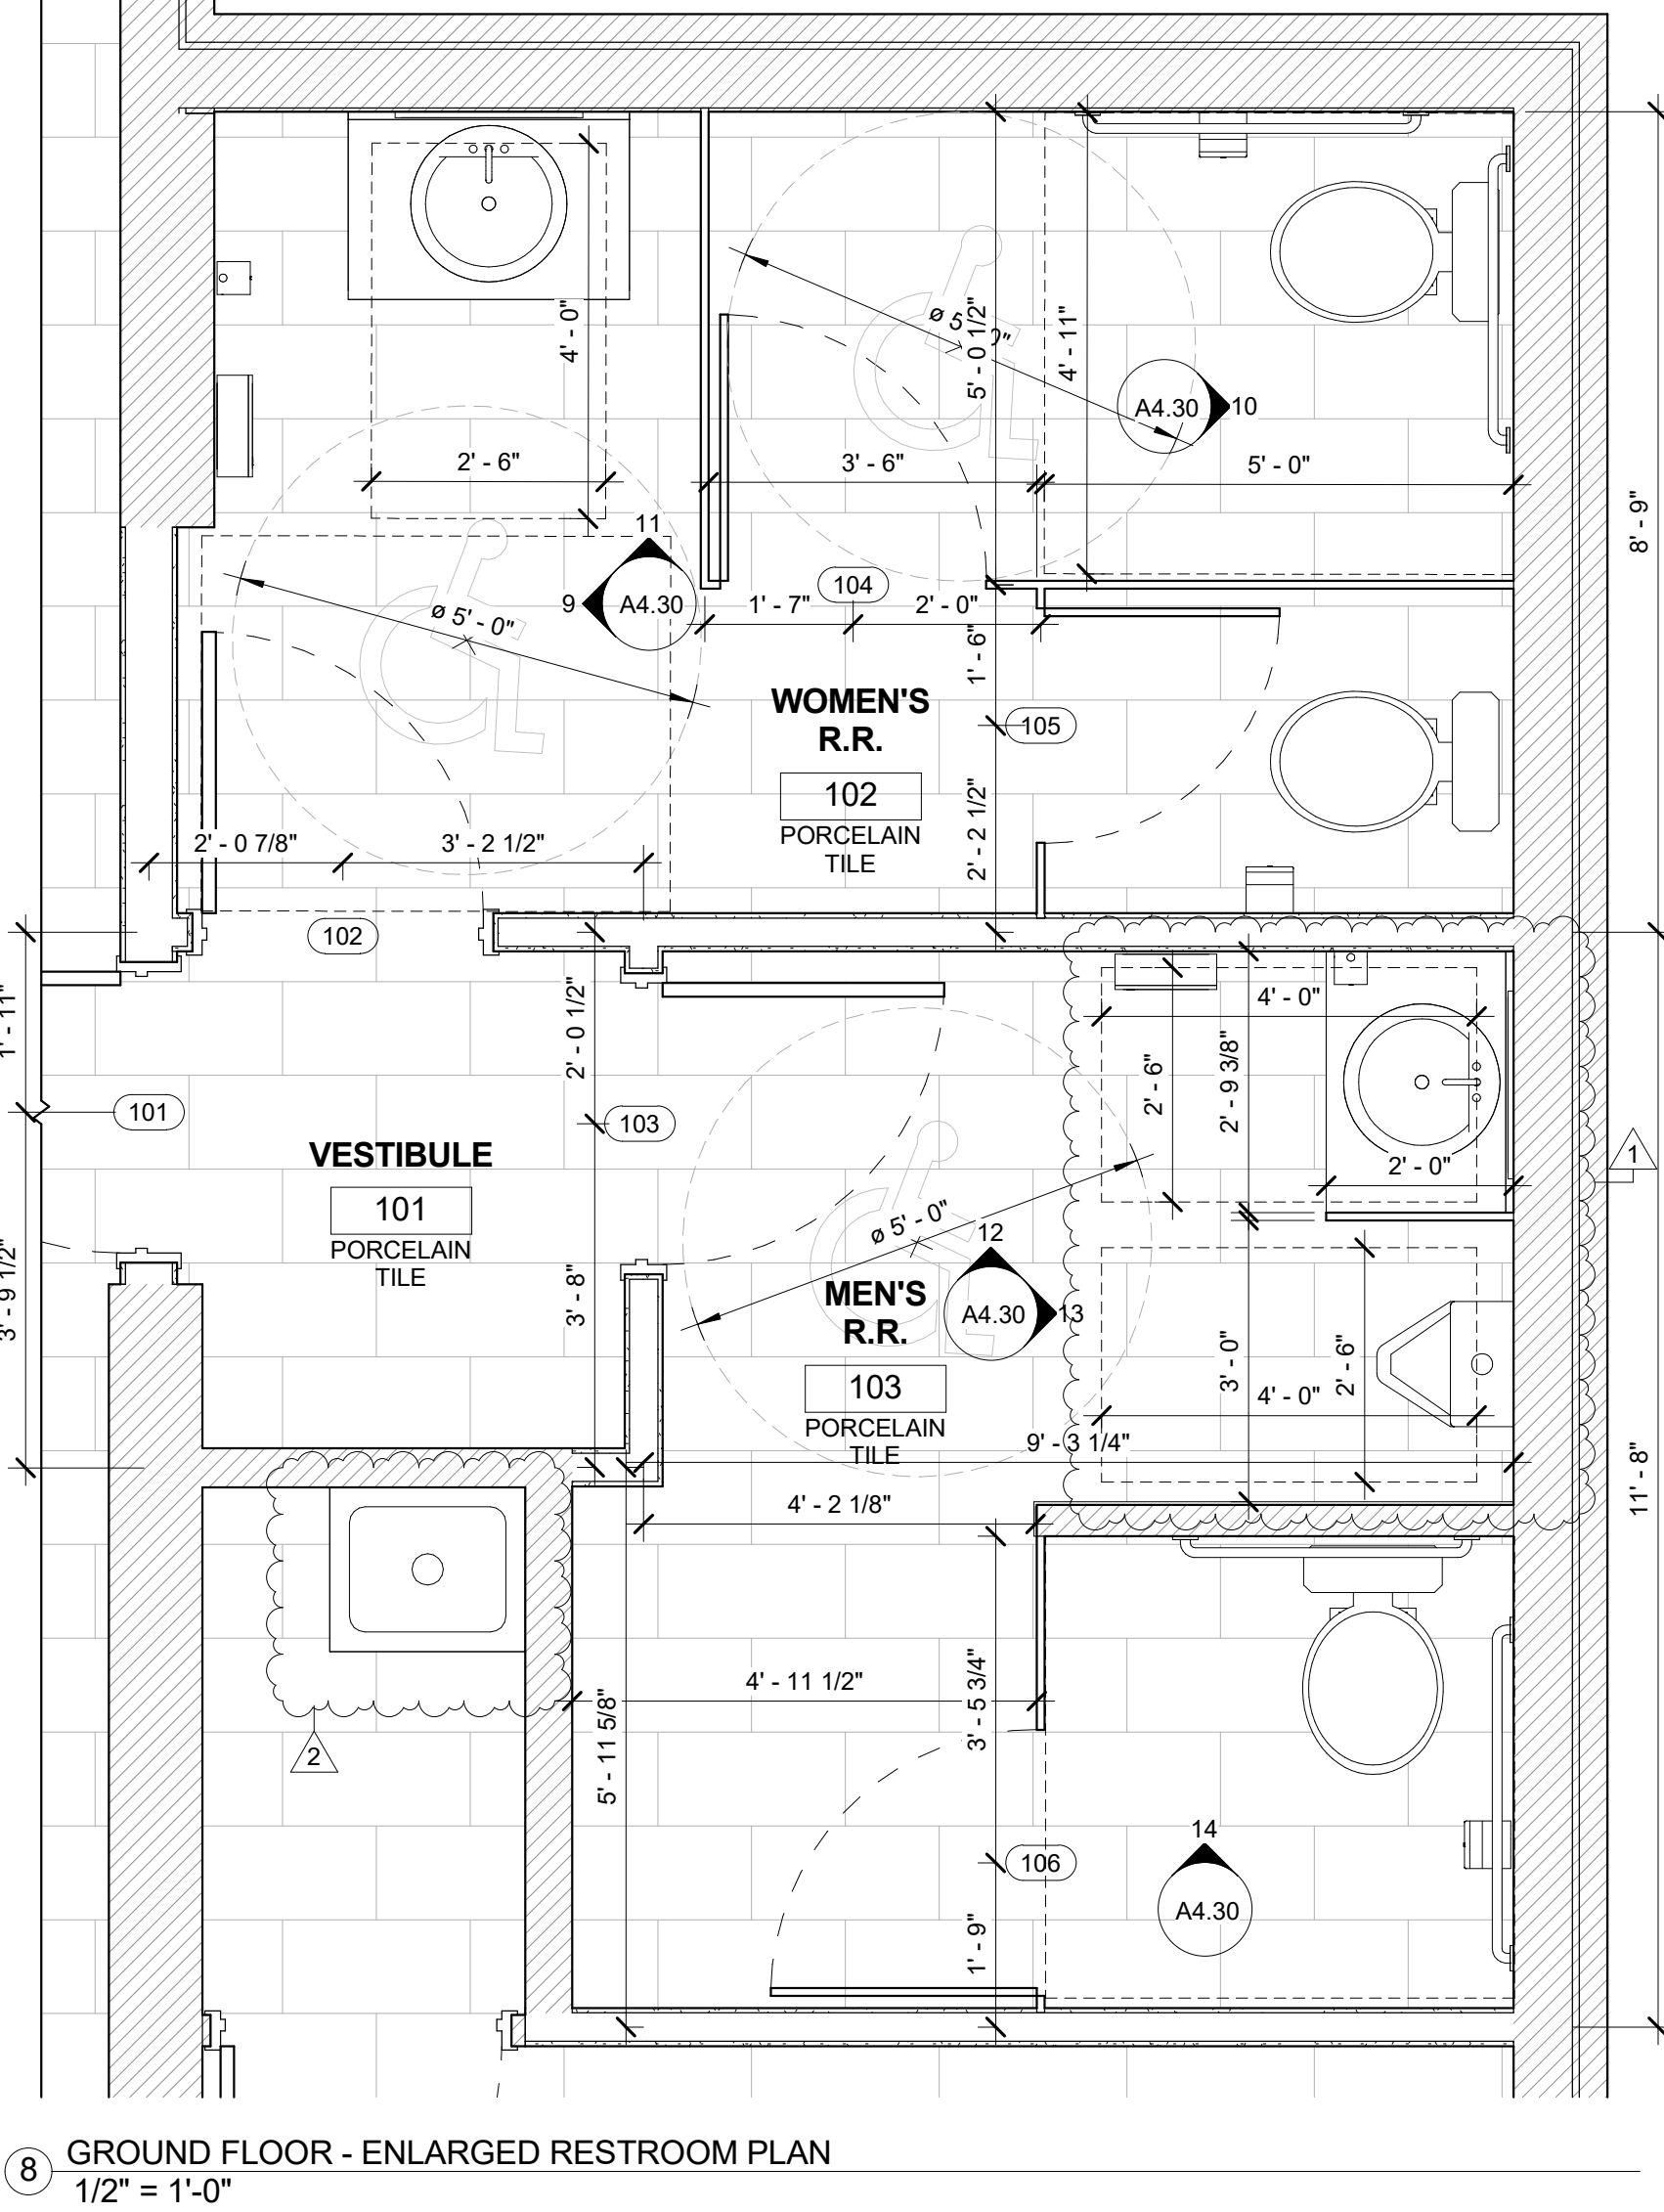 4' - 0"
ø 5' - 0"
5' - 0 1/2"
4' - 11"
A4.30
10
2' - 6"
3' - 6"
5' - 0"
8' - 9"
11
9
A4.30
104
1' - 7"
2' - 0"
ø 5' - 0"
1' - 6"
WOMEN'S
R.R.
105
102
PORCELAIN
TILE
2' - 0 7/8"
3' - 2 1/2"
2' - 2 1/2"
102
1' - 11"
2' - 0 1/2"
4' - 0"
2' - 6"
2' - 9 3/8"
101
103
VESTIBULE
1
2' - 0"
101
PORCELAIN
TILE
ø 5' - 0"
12
MEN'S
R.R.
A4.30
13
3' - 9 1/2"
3' - 8"
3' - 0"
2' - 6"
103
PORCELAIN
TILE
4' - 0"
9' - 3 1/4"
4' - 2 1/8"
11' - 8"
4' - 11 1/2"
3' - 5 3/4"
5' - 11 5/8"
2
14
106
A4.30
1' - 9"
8
GROUND FLOOR - ENLARGED RESTROOM PLAN
1/2" = 1'-0"